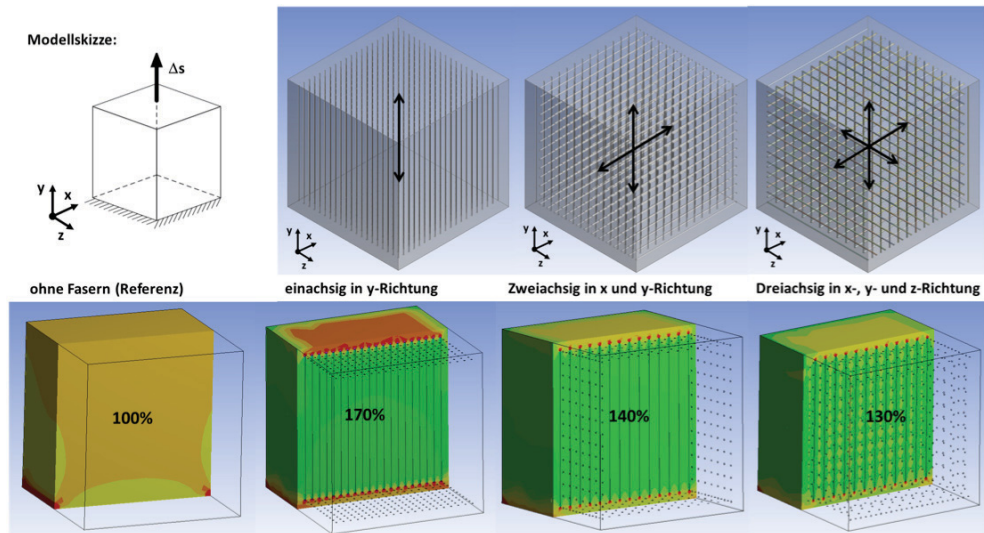 Modellskizze:
Δs
y
x
z
y
x
z
y
x
z
y
x
z
ohne Fasern (Referenz)
einachsig in y-Richtung
Zweiachsig in x und y-Richtung
Dreiachsig in x-, y- und z-Richtung
100%
170%
140%
130%